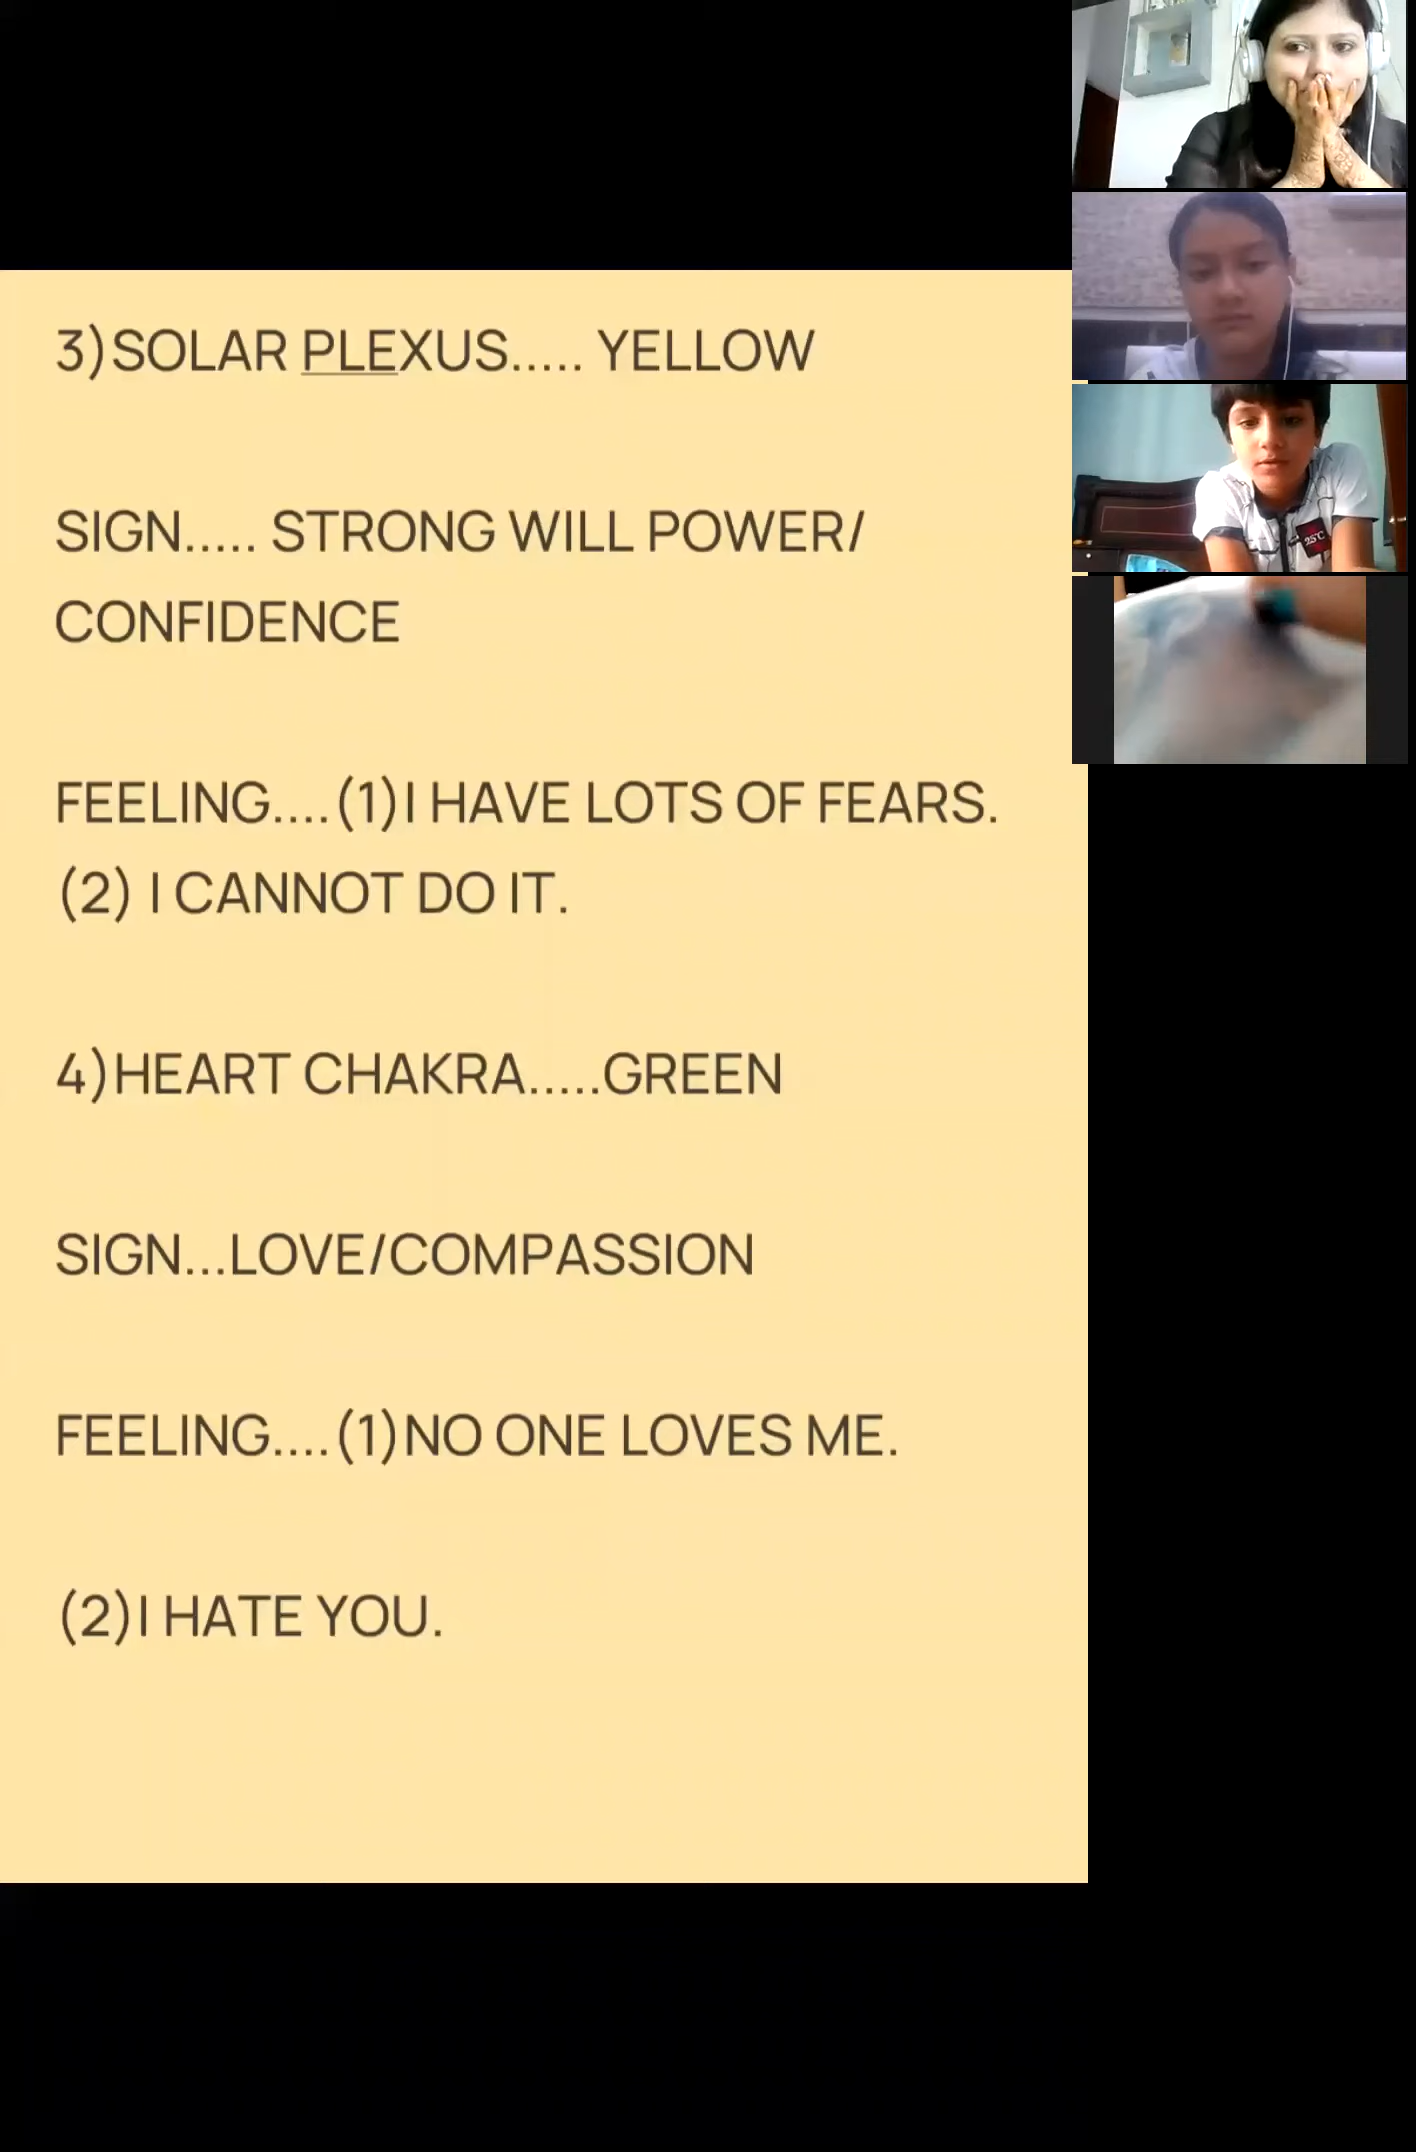 3)SOLAR PLEXUS..... YELLOW
SIGN..... STRONG WILL POWER/
CONFIDENCE
FEELING....(1)I HAVE LOTS OF FEARS.
(2) I CANNOT DO IT.
4)HEART CHAKRA.....GREEN
SIGN...LOVE/COMPASSION
FEELING....(1)NO ONE LOVES ME.
(2)I HATE YOU.
25°C